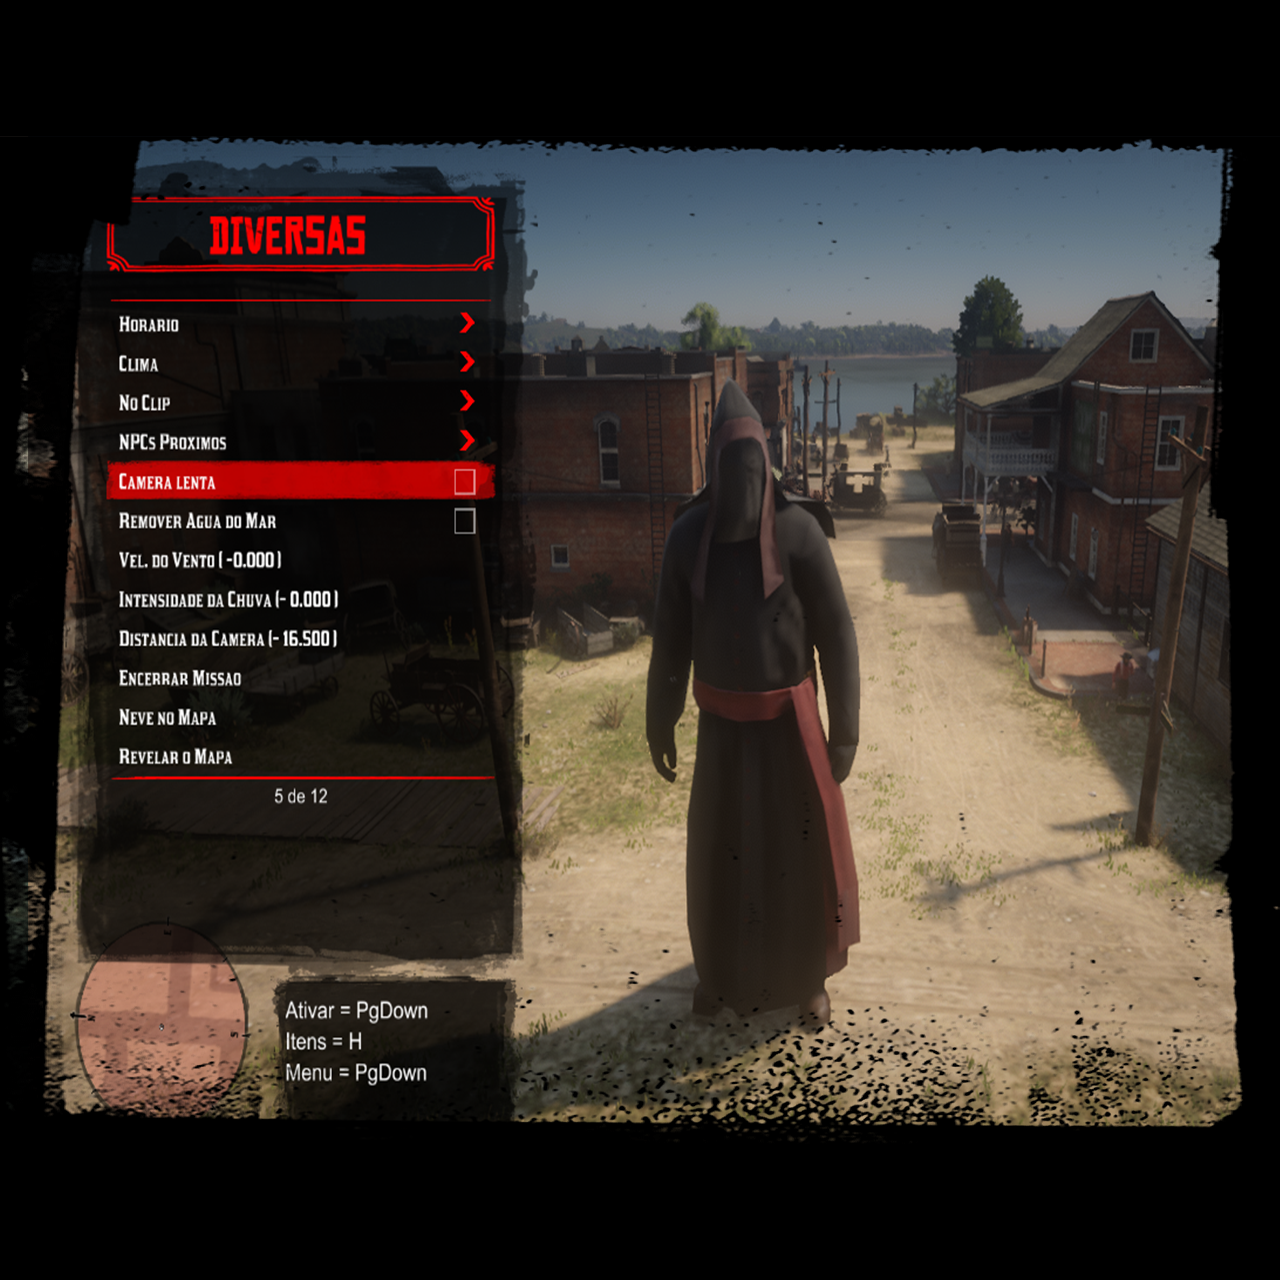 DIVERSAS
HORARIO
CLIMA
NO CLIP
NPCS PROXIMOS
CAMERA LENTA
REMOVER AGUA DO MAR
VEL. DO VENTO ( -0.000 )
INTENSIDADE DA CHUVA (- 0.000 )
DISTANCIA DA CAMERA (- 16.500 )
ENCERRAR MISSAO
NEVE NO MAPA
REVELAR O MAPA
5 de 12
Ativar = PgDown
Itens = H
Menu = PgDown